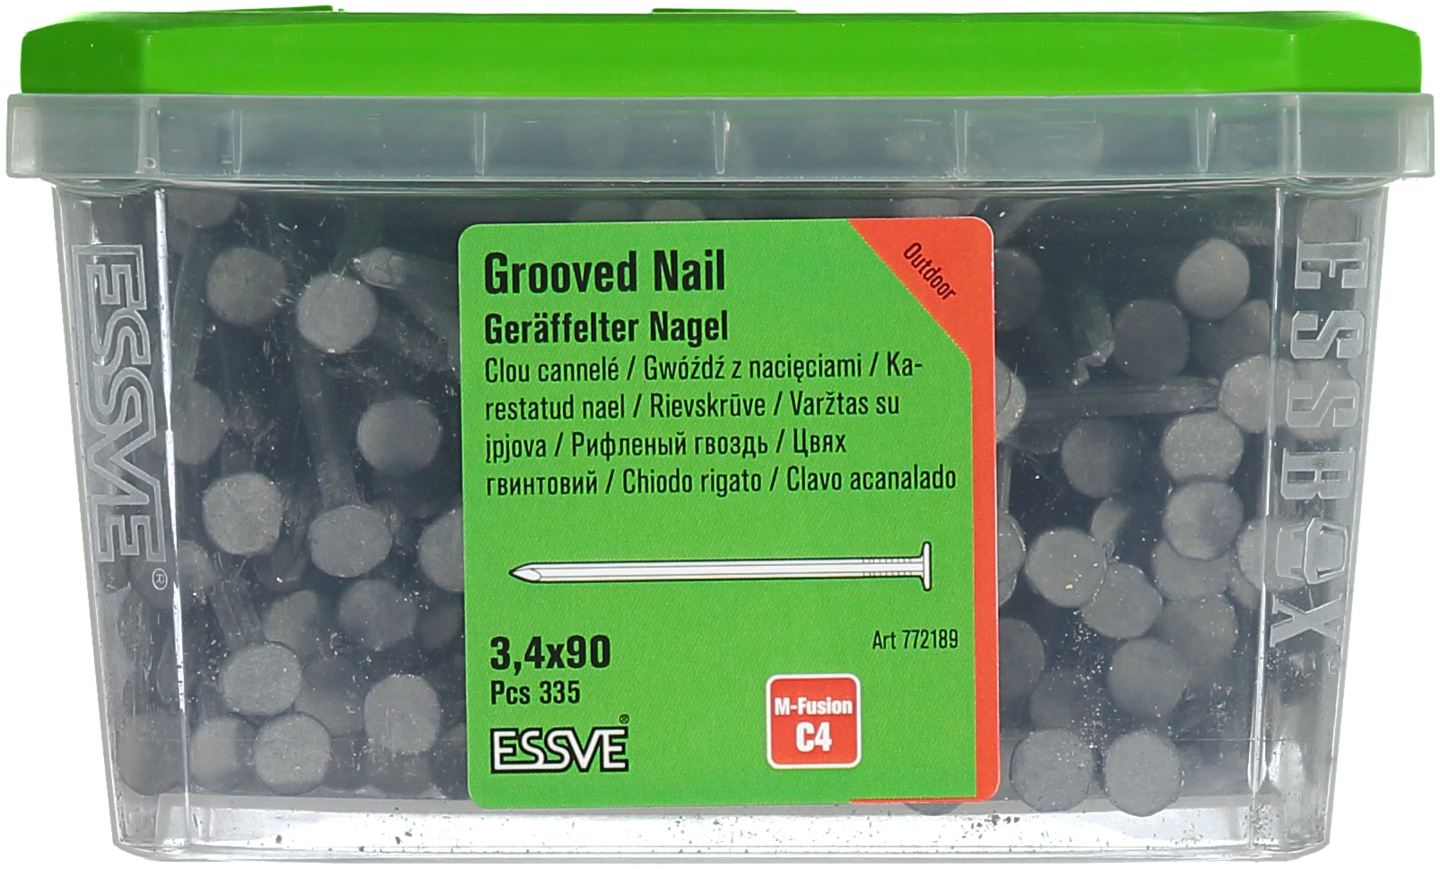 Grooved Nail
Outdoor
Geräffelter Nagel
Clou cannelé / Gwóźdź z nacięciami / Ka-
restatud nael / Rievskrūve / Varžtas su
įpjova / Рифленый гвоздь / Цвях
гвинтовий / Chiodo rigato / Clavo acanalado
3,4x90
Art 772189
Pcs 335
M-Fusion
C4
ESSVE®
ESSVE®
ESSBOX